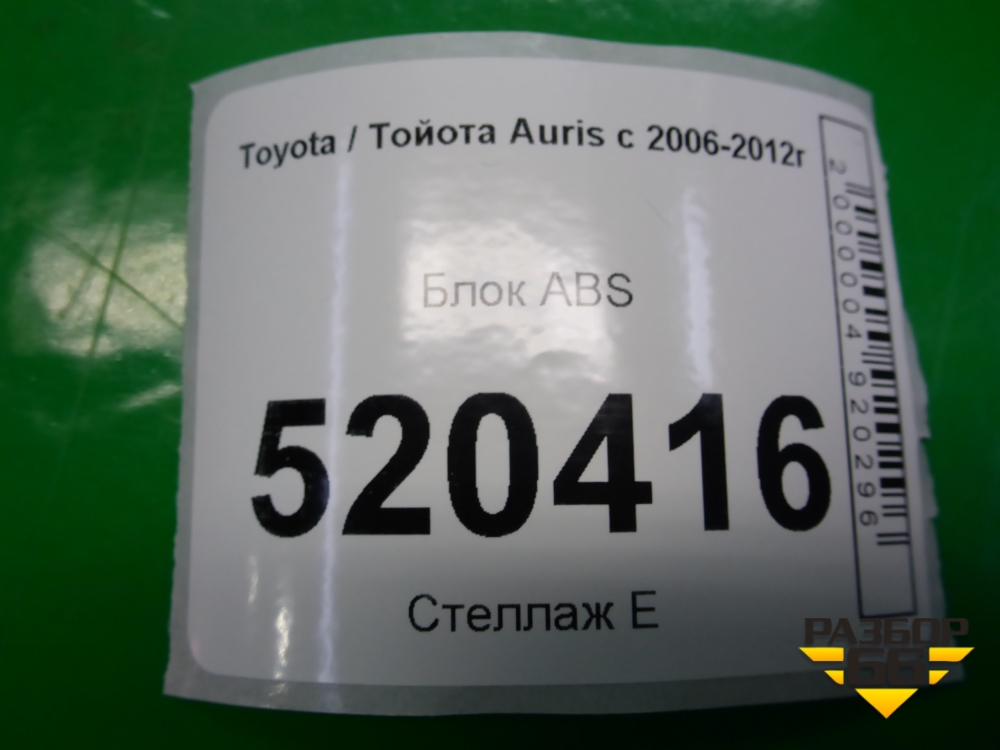 Toyota / Тойота Auris с 2006-2012г
Блок ABS
520416
Стеллаж Е
2000004920296
РАЗБОР
66